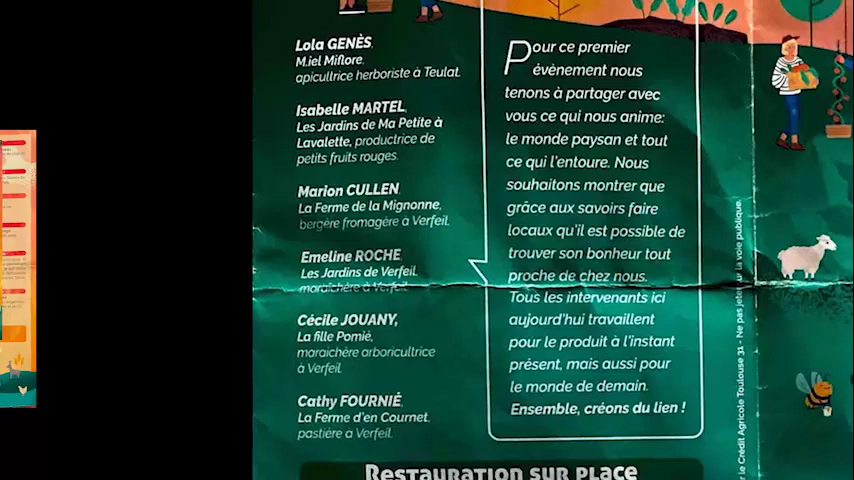 Lola GENÈS,
M.iel Miflore,
apicultrice herboriste à Teulat.
Isabelle MARTEL,
Les Jardins de Ma Petite à
Lavalette, productrice de
petits fruits rouges.
Marion CULLEN,
La Ferme de la Mignonne,
bergère fromagère à Verfeil.
Emeline ROCHE,
Les Jardins de Verfeil,
maraîchère à Verfeil.
Cécile JOUANY,
La fille Pomiè,
maraichère arboricultrice
à Verfeil.
Cathy FOURNIÉ,
La Ferme d'en Cournet,
pastière a Verfeil.
Pour ce premier
évènement nous
tenons à partager avec
vous ce qui nous anime:
le monde paysan et tout
ce qui l'entoure. Nous
souhaitons montrer que
grâce aux savoirs faire
locaux qu'il est possible de
trouver son bonheur tout
proche de chez nous.
Tous les intervenants ici
aujourd'hui travaillent
pour le produit à l'instant
présent, mais aussi pour
le monde de demain.
Ensemble, créons du lien !
r le Crédit Agricole Toulouse 31 - Ne pas jeter sur la voie publique.
RESTAURATION SUR PLACE